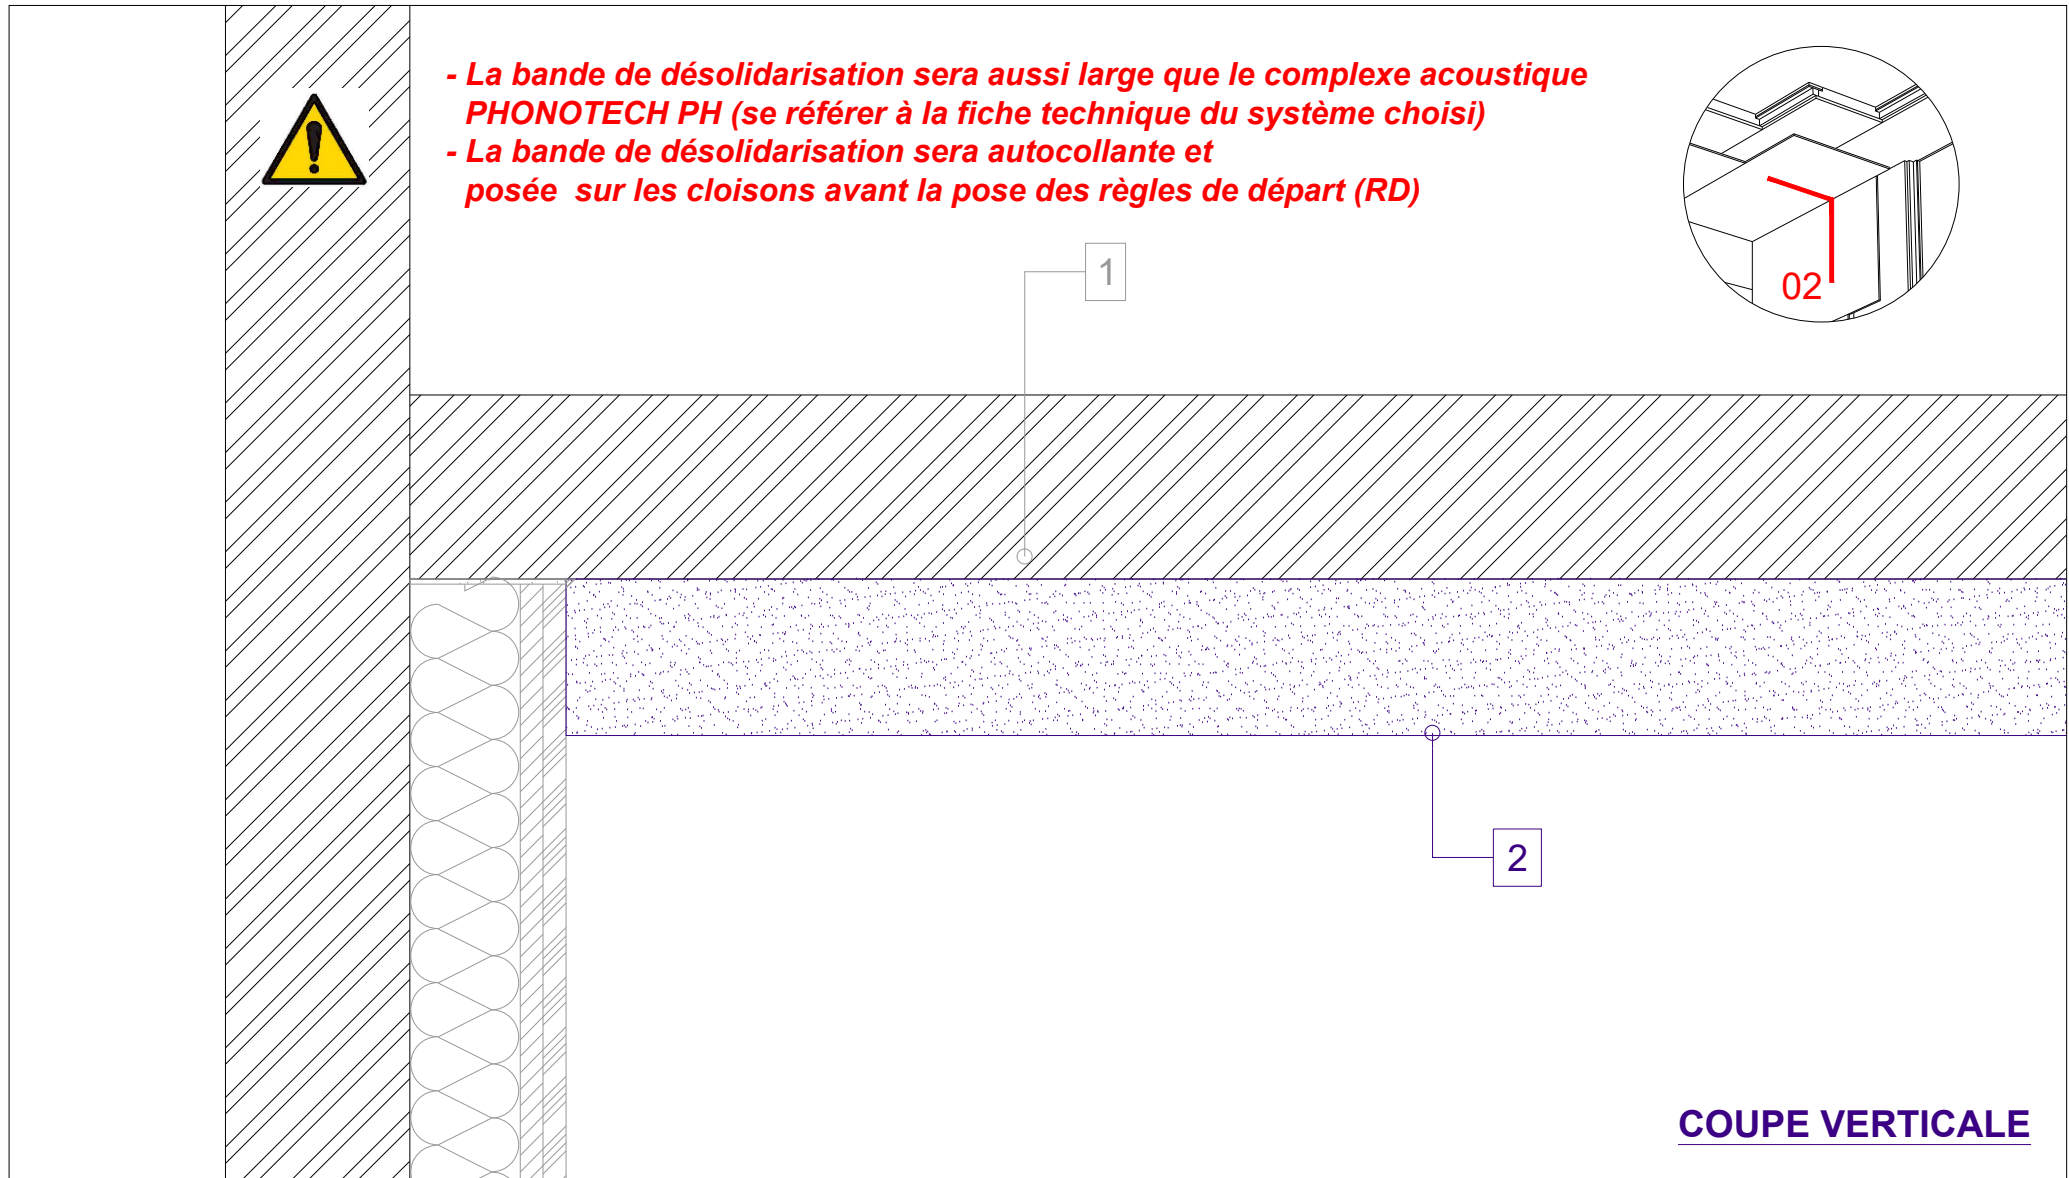 - La bande de désolidarisation sera aussi large que le complexe acoustique
PHONOTECH PH (se référer à la fiche technique du système choisi)
- La bande de désolidarisation sera autocollante et
posée sur les cloisons avant la pose des règles de départ (RD)
1
02
2
COUPE VERTICALE